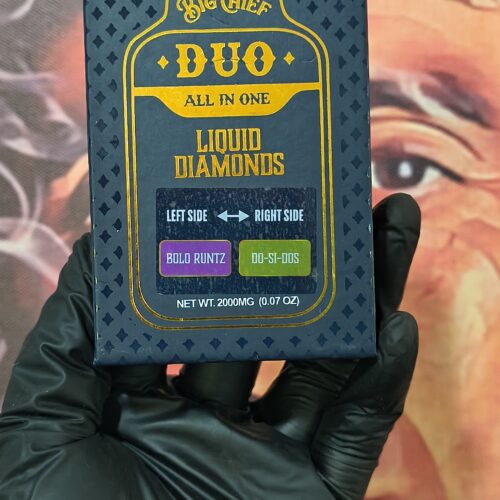 BIG CHIEF
DUO
ALL IN ONE
LIQUID
DIAMONDS
LEFT SIDE ↔ RIGHT SIDE
BOLO RUNTZ DO-SI-DOS
NET WT. 2000MG (0.07 OZ)